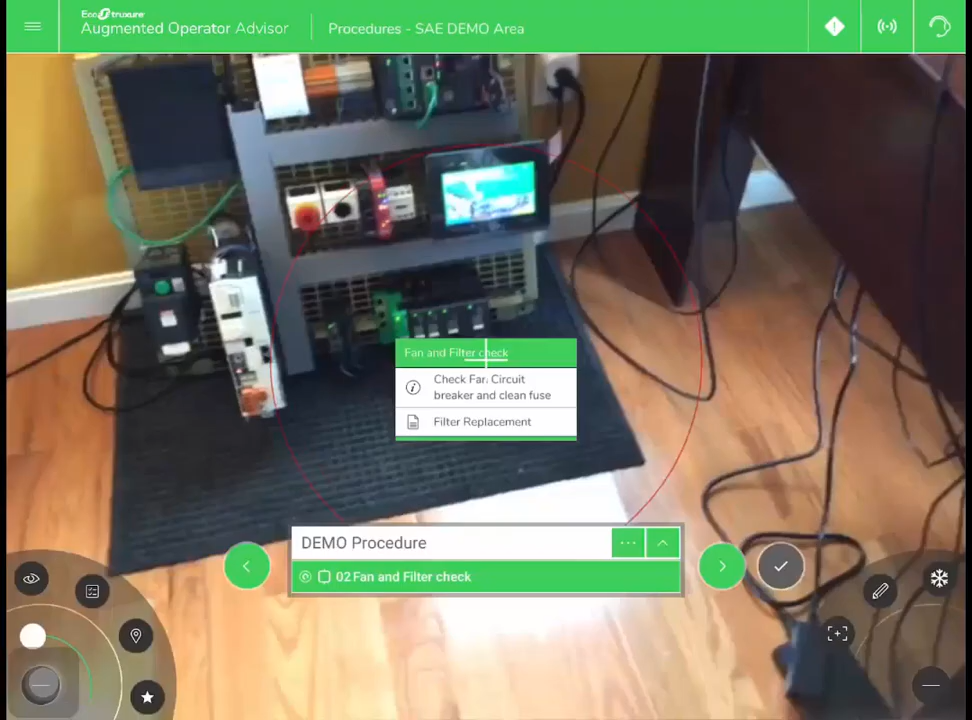 EcoStruxure
Augmented Operator Advisor
Procedures - SAE DEMO Area
Fan and Filter check
Check Fan Circuit
breaker and clean fuse
Filter Replacement
DEMO Procedure
02 Fan and Filter check